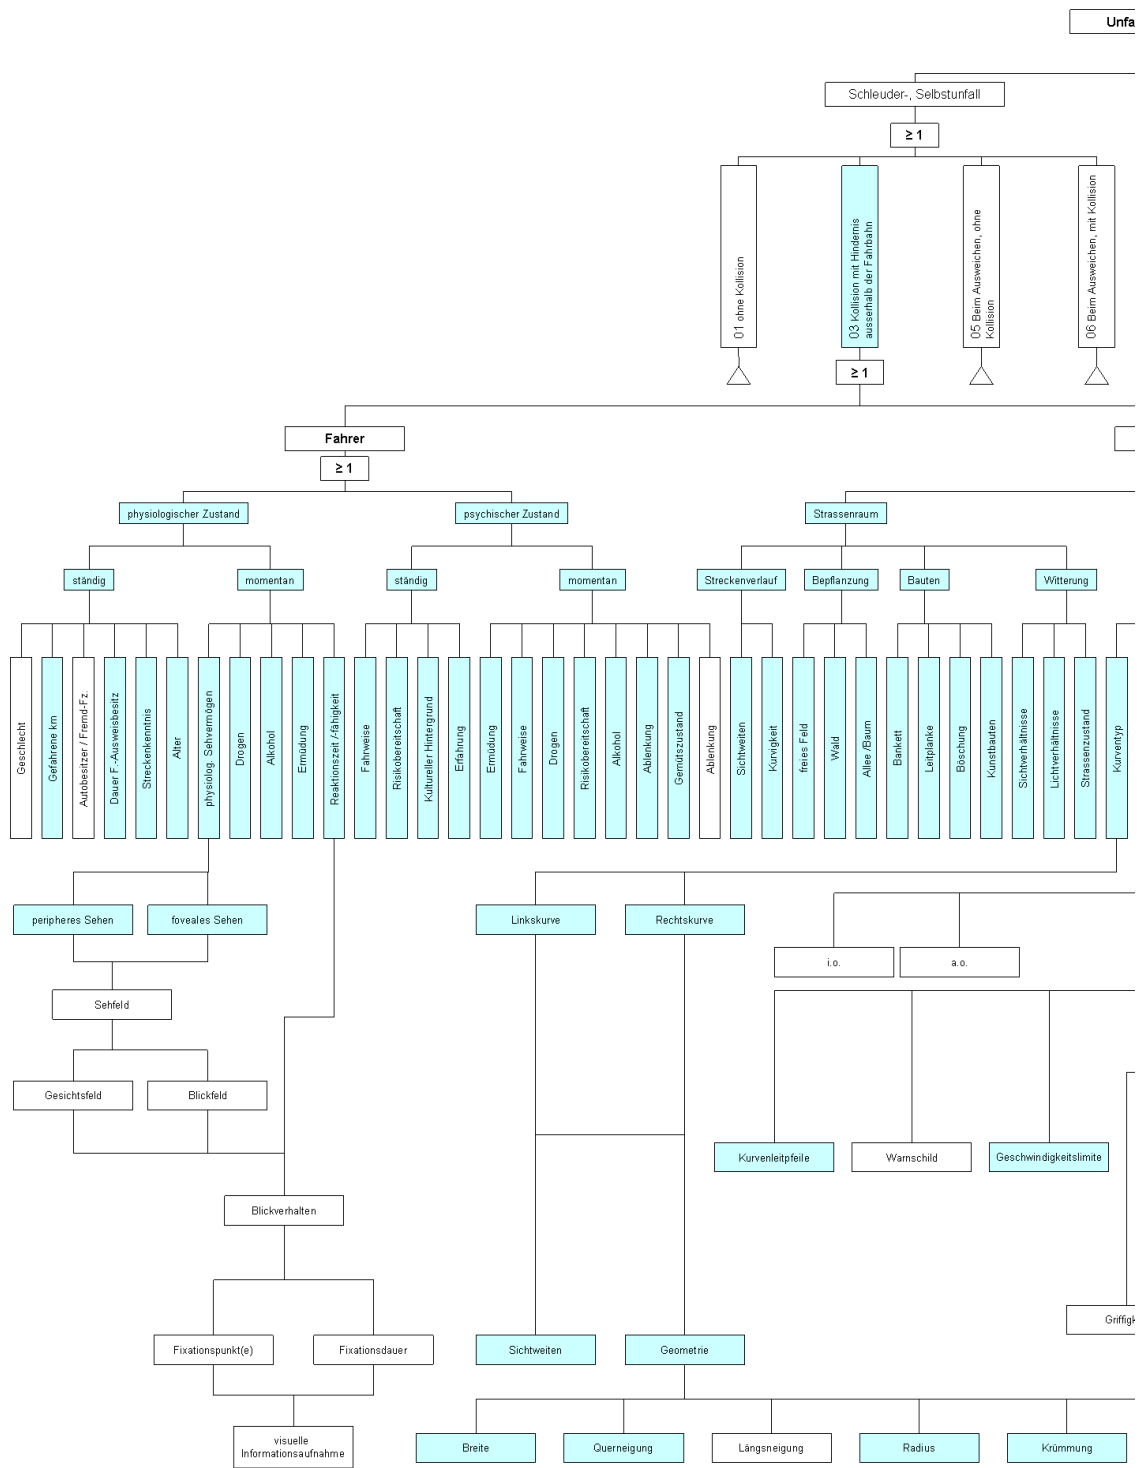 Unfa
Schleuder-, Selbstunfall
≥ 1
01 ohne Kollision
03 Kollision mit Hindernis
ausserhalb der Fahrbahn
05 Beim Ausweichen, ohne
Kollision
06 Beim Ausweichen, mit Kollision
≥ 1
Fahrer
≥ 1
physiologischer Zustand
psychischer Zustand
Strassenraum
ständig
momentan
ständig
momentan
Streckenverlauf
Bepflanzung
Bauten
Witterung
Geschlecht
Gefahrene km
Autobesitzer / Fremd-Fz.
Dauer F.-Ausweisbesitz
Streckenkenntnis
Alter
physiolog. Sehvermögen
Drogen
Alkohol
Ermüdung
Reaktionszeit /-fähigkeit
Fahrweise
Risikobereitschaft
Kultureller Hintergrund
Erfahrung
Ermüdung
Fahrweise
Drogen
Risikobereitschaft
Alkohol
Ablenkung
Gemütszustand
Ablenkung
Sichtweiten
Kurvigkeit
freies Feld
Wald
Allee /Baum
Bankett
Leitplanke
Böschung
Kunstbauten
Sichtverhältnisse
Lichtverhältnisse
Strassenzustand
Kurventyp
peripheres Sehen
foveales Sehen
Linkskurve
Rechtskurve
i.o.
a.o.
Sehfeld
Gesichtsfeld
Blickfeld
Kurvenleitpfeile
Warnschild
Geschwindigkeitslimite
Blickverhalten
Griffigk
Fixationspunkt(e)
Fixationsdauer
Sichtweiten
Geometrie
visuelle
Informationsaufnahme
Breite
Querneigung
Längsneigung
Radius
Krümmung